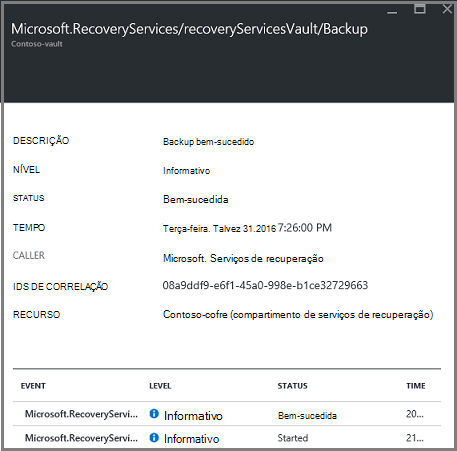 Microsoft.RecoveryServices/recoveryServicesVault/Backup
Contoso-vault
DESCRIÇÃO Backup bem-sucedido
NÍVEL Informativo
STATUS Bem-sucedida
TEMPO Terça-feira. Talvez 31.2016 7:26:00 PM
CALLER Microsoft. Serviços de recuperação
IDS DE CORRELAÇÃO 08a9ddf9-e6f1-45a0-998e-b1ce32729663
RECURSO Contoso-cofre (compartimento de serviços de recuperação)
EVENT LEVEL STATUS TIME
Microsoft.RecoveryServi... Informativo Bem-sucedida 20...
Microsoft.RecoveryServi... Informativo Started 21...